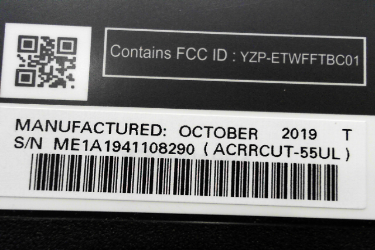 Contains FCC ID : YZP-ETWFFTBC01
MANUFACTURED: OCTOBER 2019 T
S/N ME1A1941108290 ( ACRRCUT-55UL )